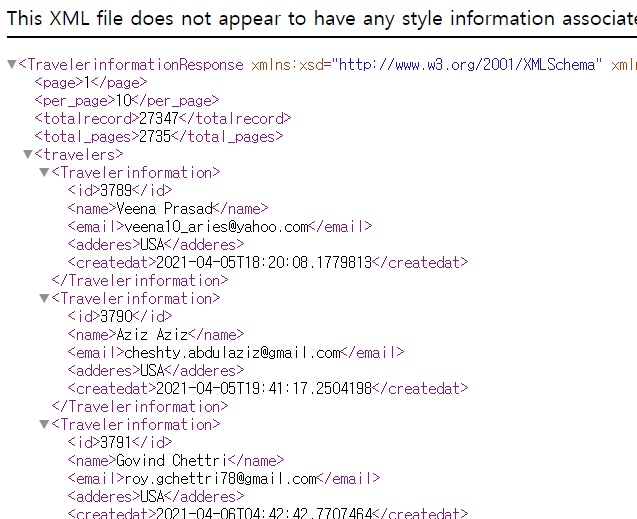 This XML file does not appear to have any style information associate
▼<TravelerinformationResponse xmlns:xsd="http://www.w3.org/2001/XMLSchema" xmln
<page>1</page>
<per_page>10</per_page>
<totalrecord>27347</totalrecord>
<total_pages>2735</total_pages>
▼<travelers>
▼<Travelerinformation>
<id>3789</id>
<name>Veena Prasad</name>
<email>veena10_aries@yahoo.com</email>
<adderes>USA</adderes>
<createdat>2021-04-05T18:20:08.1779813</createdat>
</Travelerinformation>
▼<Travelerinformation>
<id>3790</id>
<name>Aziz Aziz</name>
<email>cheshty.abdulaziz@gmail.com</email>
<adderes>USA</adderes>
<createdat>2021-04-05T19:41:17.2504198</createdat>
</Travelerinformation>
▼<Travelerinformation>
<id>3791</id>
<name>Govind Chettri</name>
<email>roy.gchettri78@gmail.com</email>
<adderes>USA</adderes>
<createdat>2021-04-06T04:42:42.7707464</createdat>